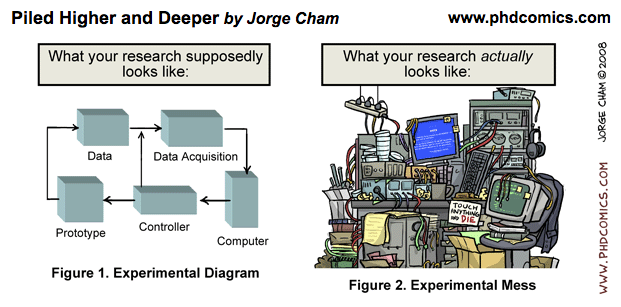 Piled Higher and Deeper by Jorge Cham
www.phdcomics.com
What your research supposedly
looks like:
Data
Data Acquisition
Prototype
Controller
Computer
Figure 1. Experimental Diagram
What your research actually
looks like:
TOUCH
ANYTHING
AND DIE
Figure 2. Experimental Mess
JORGE CHAM © 2008
WWW.PHDCOMICS.COM